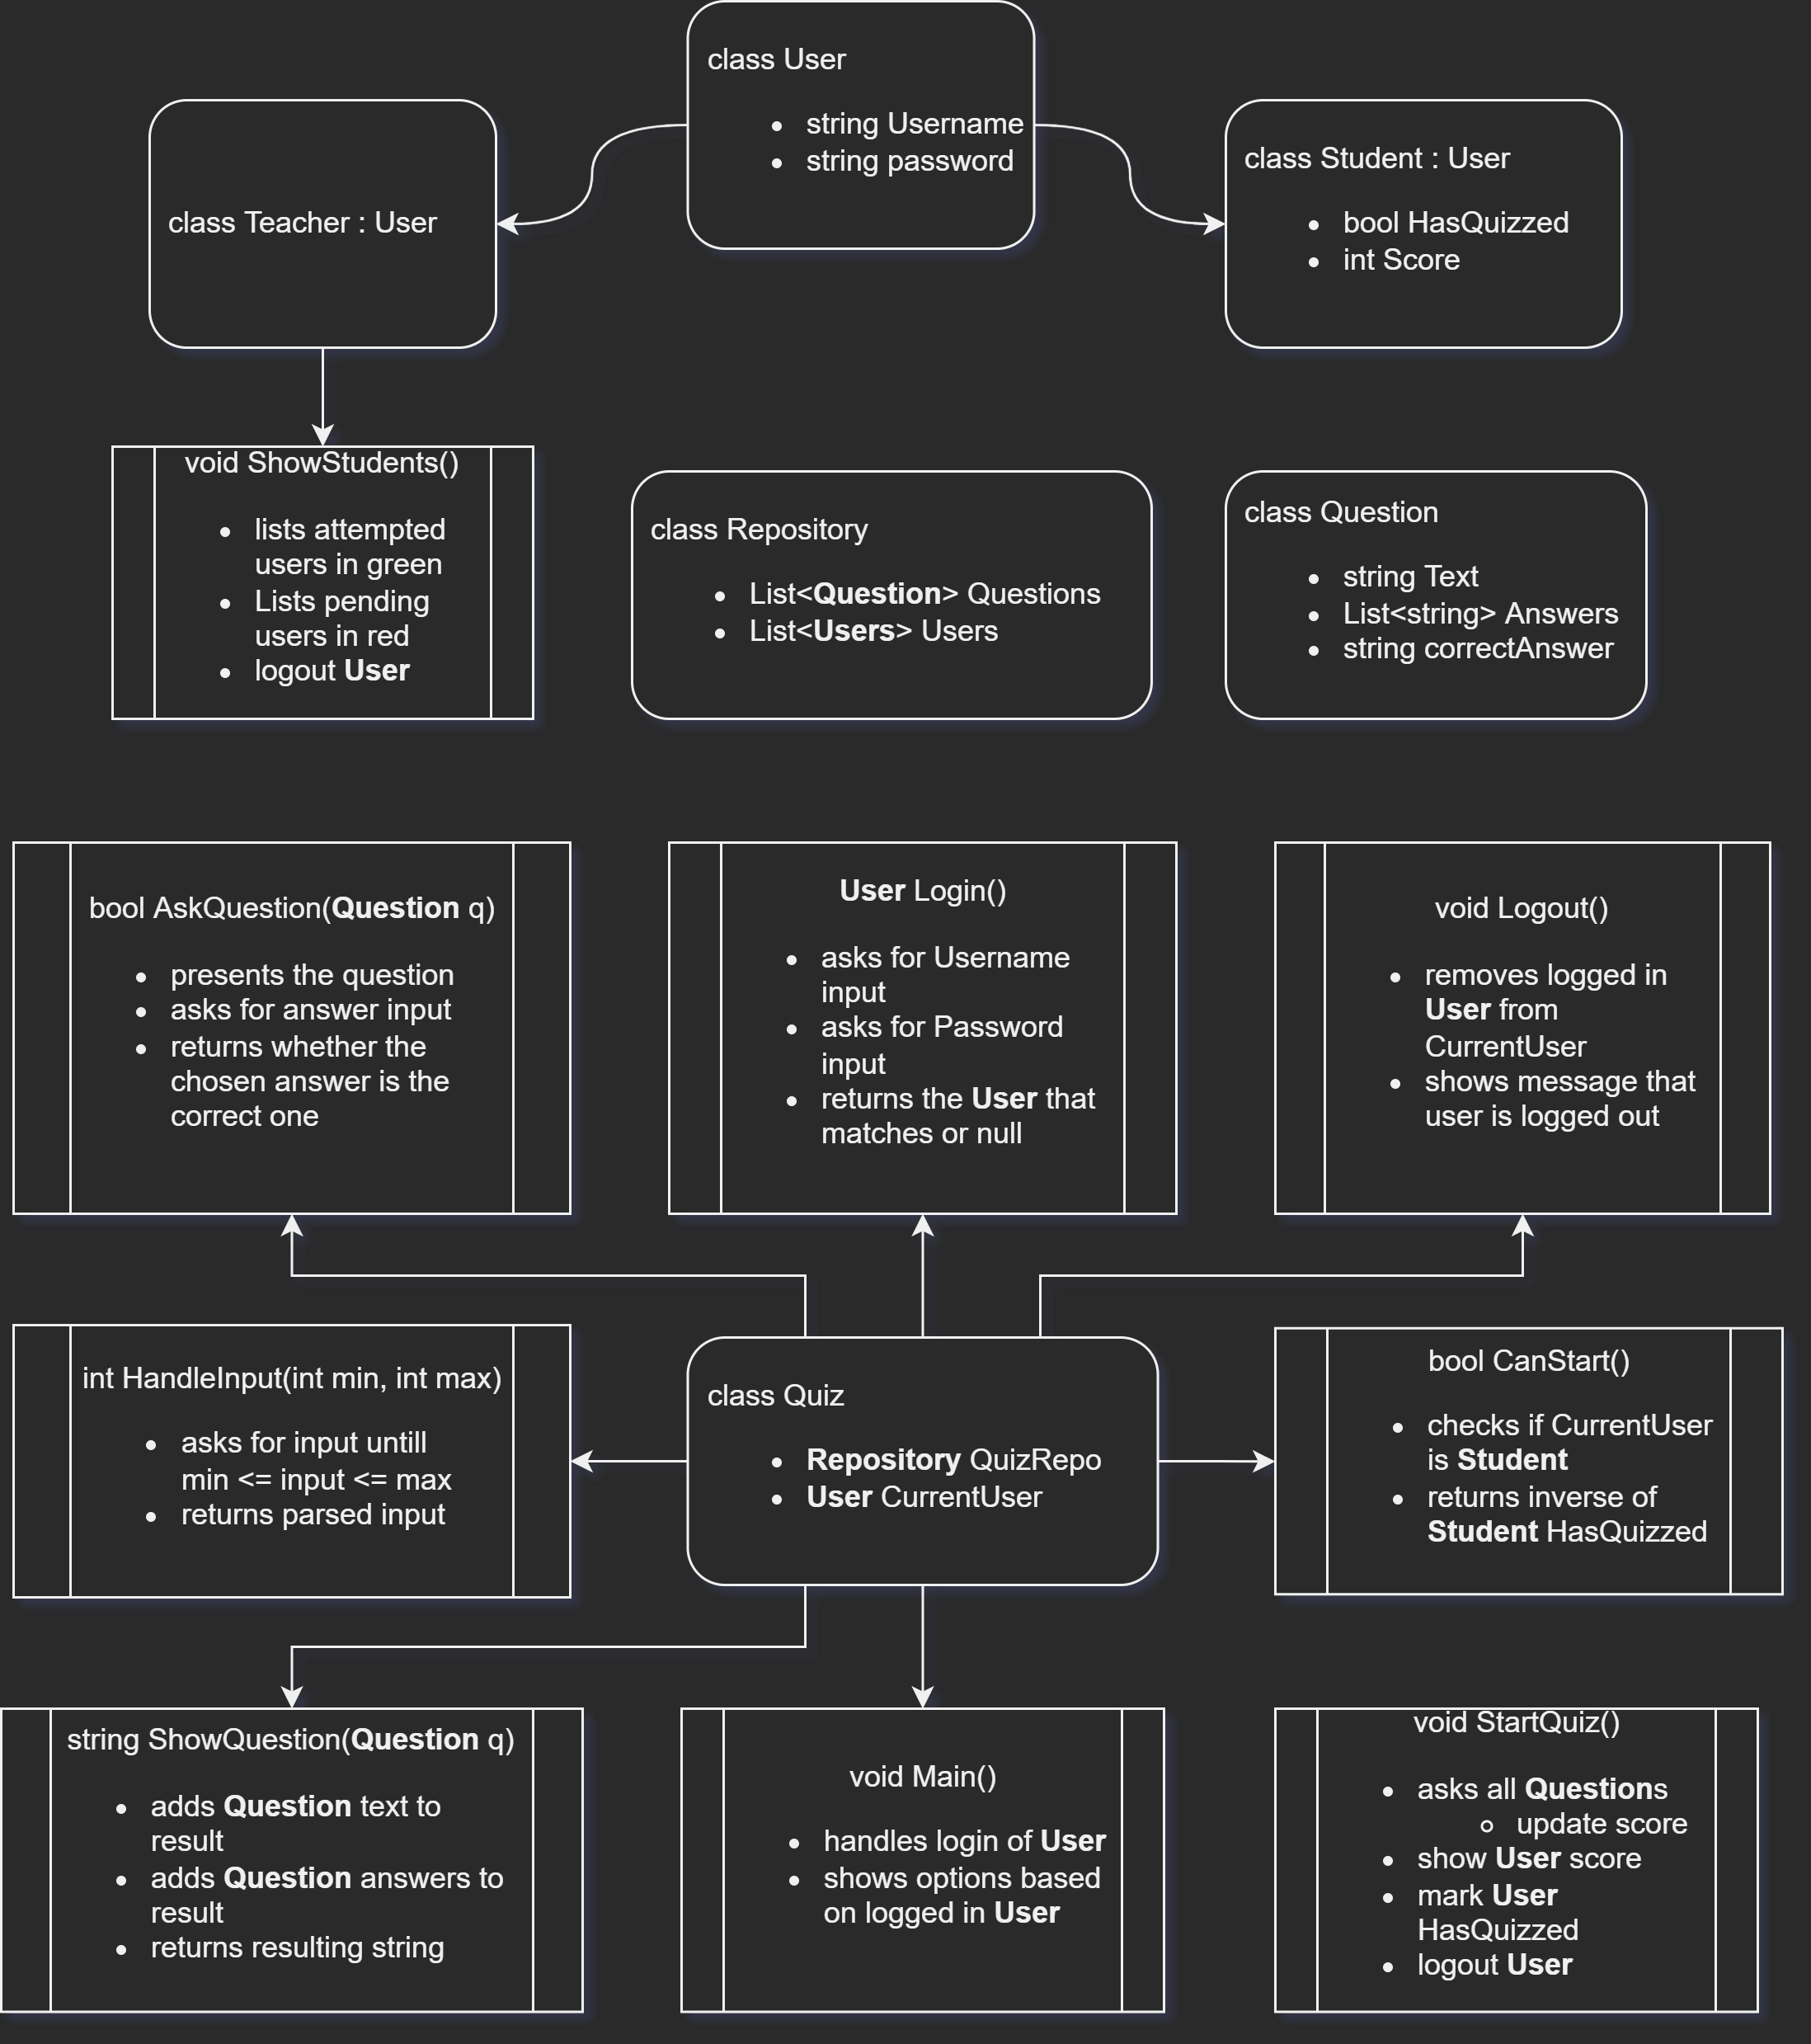 class User
string Username
string password
class Teacher : User
class Student : User
bool HasQuizzed
int Score
void ShowStudents()
lists attempted
users in green
Lists pending
users in red
logout User
class Repository
List<Question> Questions
List<Users> Users
class Question
string Text
List<string> Answers
string correctAnswer
bool AskQuestion(Question q)
presents the question
asks for answer input
returns whether the
chosen answer is the
correct one
User Login()
asks for Username
input
asks for Password
input
returns the User that
matches or null
void Logout()
removes logged in
User from
CurrentUser
shows message that
user is logged out
int HandleInput(int min, int max)
asks for input untill
min <= input <= max
returns parsed input
class Quiz
Repository QuizRepo
User CurrentUser
bool CanStart()
checks if CurrentUser
is Student
returns inverse of
Student HasQuizzed
string ShowQuestion(Question q)
adds Question text to
result
adds Question answers to
result
returns resulting string
void Main()
handles login of User
shows options based
on logged in User
void StartQuiz()
asks all Questions
update score
show User score
mark User
HasQuizzed
logout User